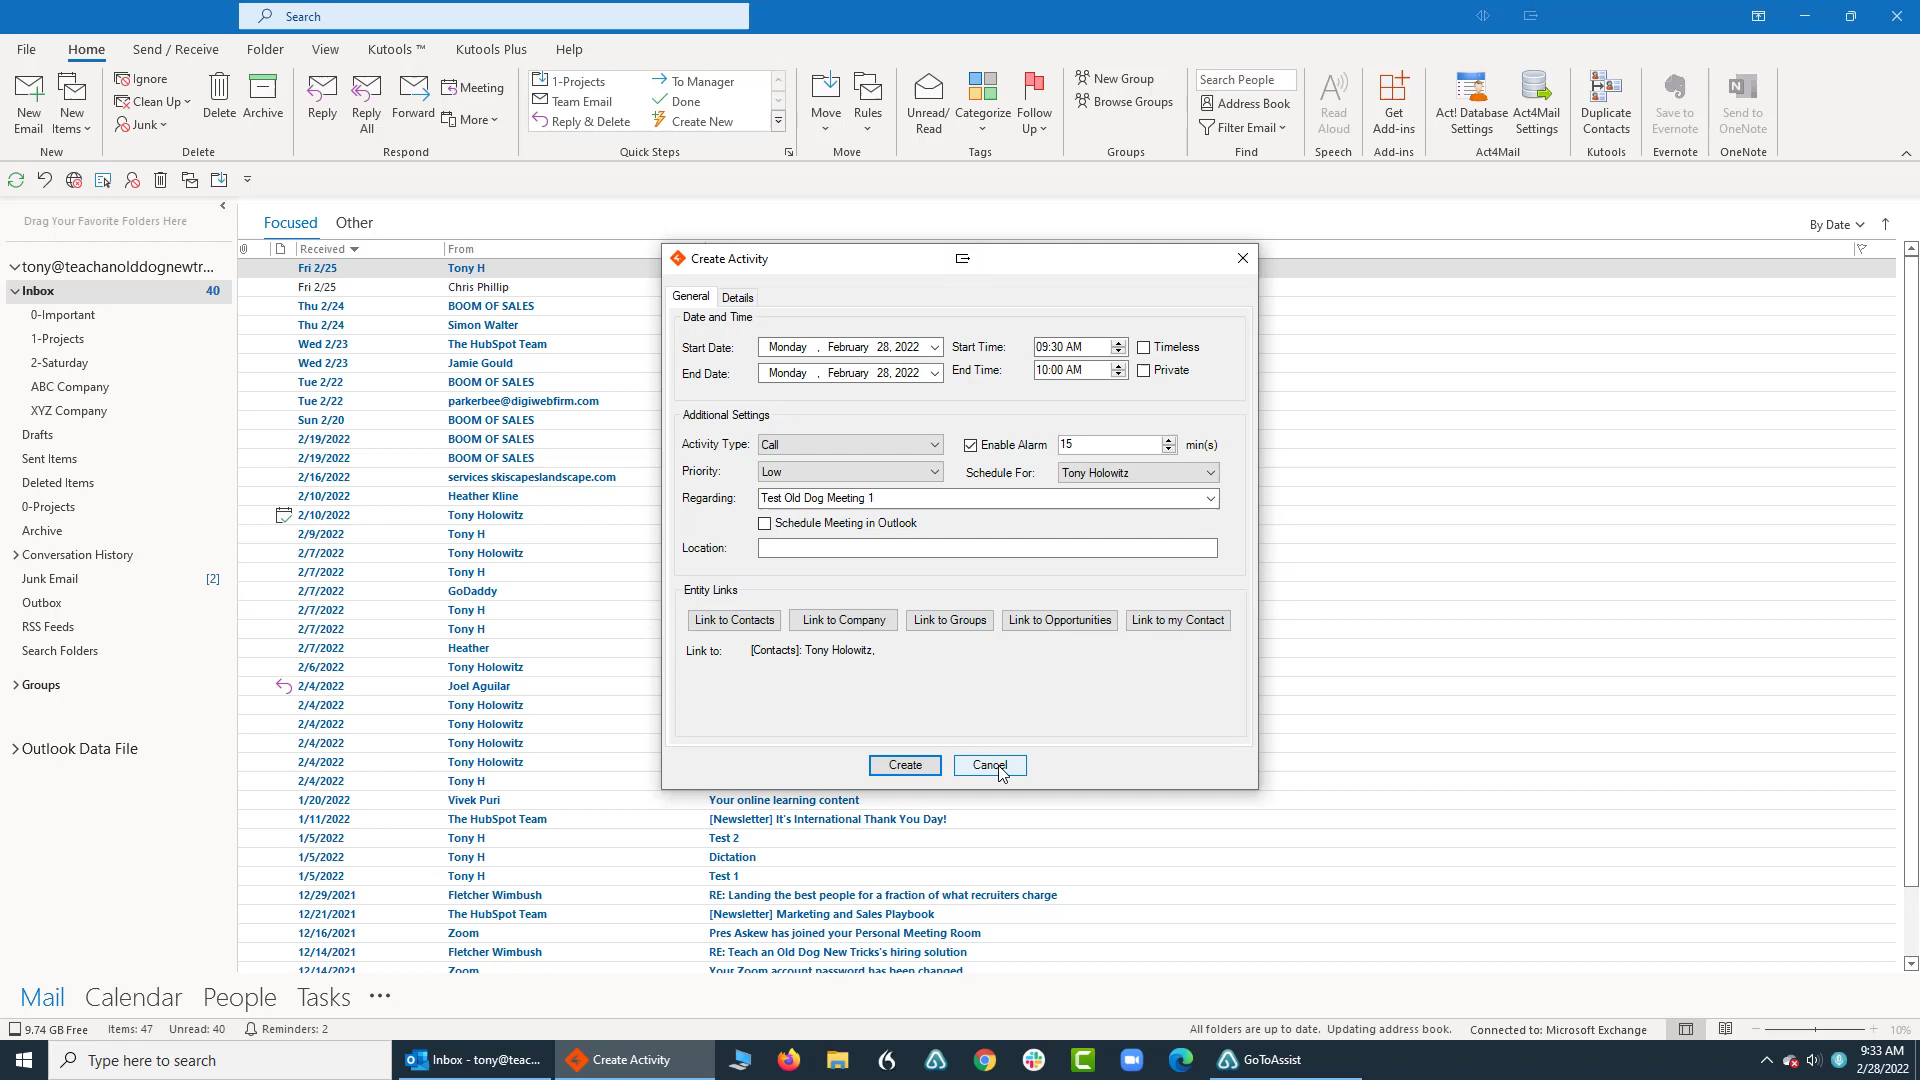 Search
File Home Send / Receive Folder View Kutools ™ Kutools Plus Help
New Email
New Items
New
Ignore
Clean Up
Junk
Delete
Archive
Delete
Reply
Reply All
Forward
Meeting
More
Respond
1-Projects
Team Email
Reply & Delete
To Manager
Done
Create New
Quick Steps
Move
Rules
Move
Unread/ Read
Categorize
Follow Up
Tags
New Group
Browse Groups
Groups
Search People
Address Book
Filter Email
Find
Read Aloud
Speech
Get Add-ins
Add-ins
Act! Database Settings
Act4Mail Settings
Act4Mail
Duplicate Contacts
Kutools
Save to Evernote
Evernote
Send to OneNote
OneNote
Drag Your Favorite Folders Here
tony@teachanolddognewtr...
Inbox 40
0-Important
1-Projects
2-Saturday
ABC Company
XYZ Company
Drafts
Sent Items
Deleted Items
0-Projects
Archive
Conversation History
Junk Email [2]
Outbox
RSS Feeds
Search Folders
Groups
Outlook Data File
Focused Other
By Date
Received From
Fri 2/25 Tony H
Fri 2/25 Chris Phillip
Thu 2/24 BOOM OF SALES
Thu 2/24 Simon Walter
Wed 2/23 The HubSpot Team
Wed 2/23 Jamie Gould
Tue 2/22 BOOM OF SALES
Tue 2/22 parkerbee@digiwebfirm.com
Sun 2/20 BOOM OF SALES
2/19/2022 BOOM OF SALES
2/19/2022 BOOM OF SALES
2/16/2022 services skiscapeslandscape.com
2/10/2022 Heather Kline
2/10/2022 Tony Holowitz
2/9/2022 Tony H
2/7/2022 Tony Holowitz
2/7/2022 Tony H
2/7/2022 GoDaddy
2/7/2022 Tony H
2/7/2022 Tony H
2/7/2022 Heather
2/6/2022 Tony Holowitz
2/4/2022 Joel Aguilar
2/4/2022 Tony Holowitz
2/4/2022 Tony Holowitz
2/4/2022 Tony Holowitz
2/4/2022 Tony Holowitz
2/4/2022 Tony H
1/20/2022 Vivek Puri Your online learning content
1/11/2022 The HubSpot Team [Newsletter] It's International Thank You Day!
1/5/2022 Tony H Test 2
1/5/2022 Tony H Dictation
1/5/2022 Tony H Test 1
12/29/2021 Fletcher Wimbush RE: Landing the best people for a fraction of what recruiters charge
12/21/2021 The HubSpot Team [Newsletter] Marketing and Sales Playbook
12/16/2021 Zoom Pres Askew has joined your Personal Meeting Room
12/14/2021 Fletcher Wimbush RE: Teach an Old Dog New Tricks's hiring solution
12/14/2021 Zoom Your Zoom account password has been changed
Create Activity
General Details
Date and Time
Start Date: Monday , February 28, 2022 Start Time: 09:30 AM Timeless
End Date: Monday , February 28, 2022 End Time: 10:00 AM Private
Additional Settings
Activity Type: Call Enable Alarm 15 min(s)
Priority: Low Schedule For: Tony Holowitz
Regarding: Test Old Dog Meeting 1
Schedule Meeting in Outlook
Location:
Entity Links
Link to Contacts Link to Company Link to Groups Link to Opportunities Link to my Contact
Link to: [Contacts]: Tony Holowitz,
Create Cancel
Mail Calendar People Tasks
9.74 GB Free Items: 47 Unread: 40 Reminders: 2 All folders are up to date. Updating address book. Connected to: Microsoft Exchange 10%
Type here to search
Inbox - tony@teac...
Create Activity
GoToAssist
9:33 AM
2/28/2022